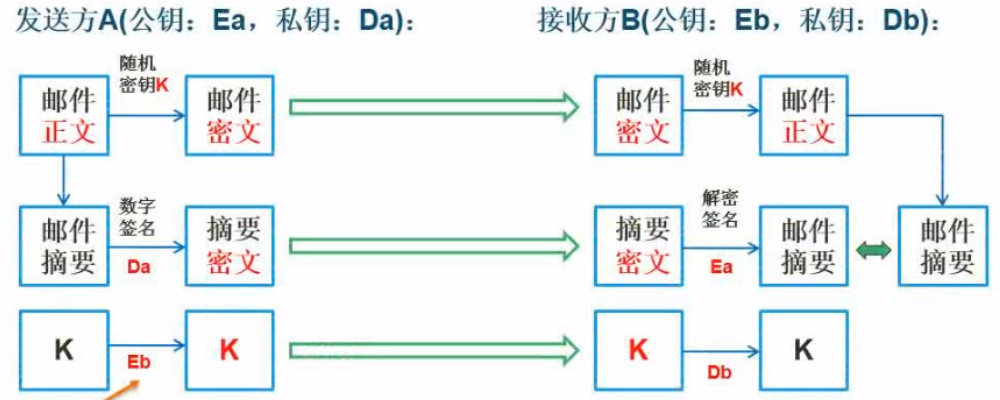 发送方A(公钥：Ea，私钥：Da)：
接收方B(公钥：Eb，私钥：Db)：
邮件
正文
随机
密钥K
邮件
密文
邮件
密文
随机
密钥K
邮件
正文
邮件
摘要
数字
签名
Da
摘要
密文
摘要
密文
解密
签名
Ea
邮件
摘要
邮件
摘要
K
Eb
K
K
Db
K